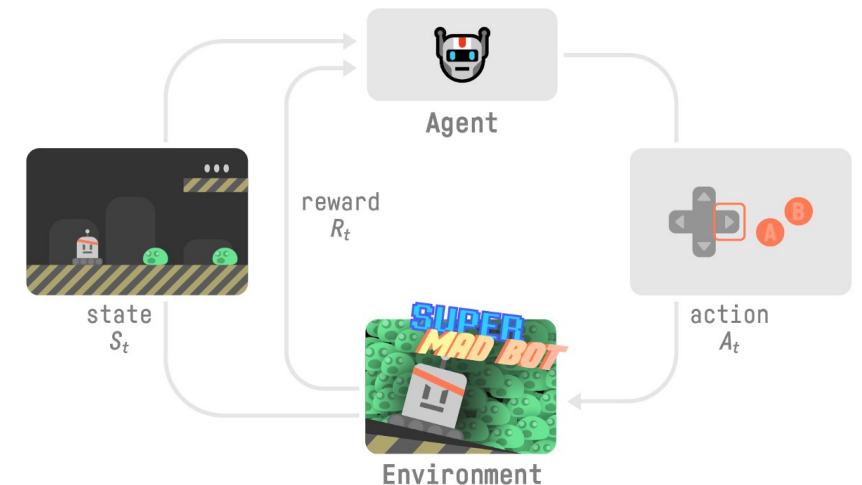 Agent
reward
Rₜ
B
A
state
Sₜ
action
Aₜ
SUPER
MAD BOT
Environment